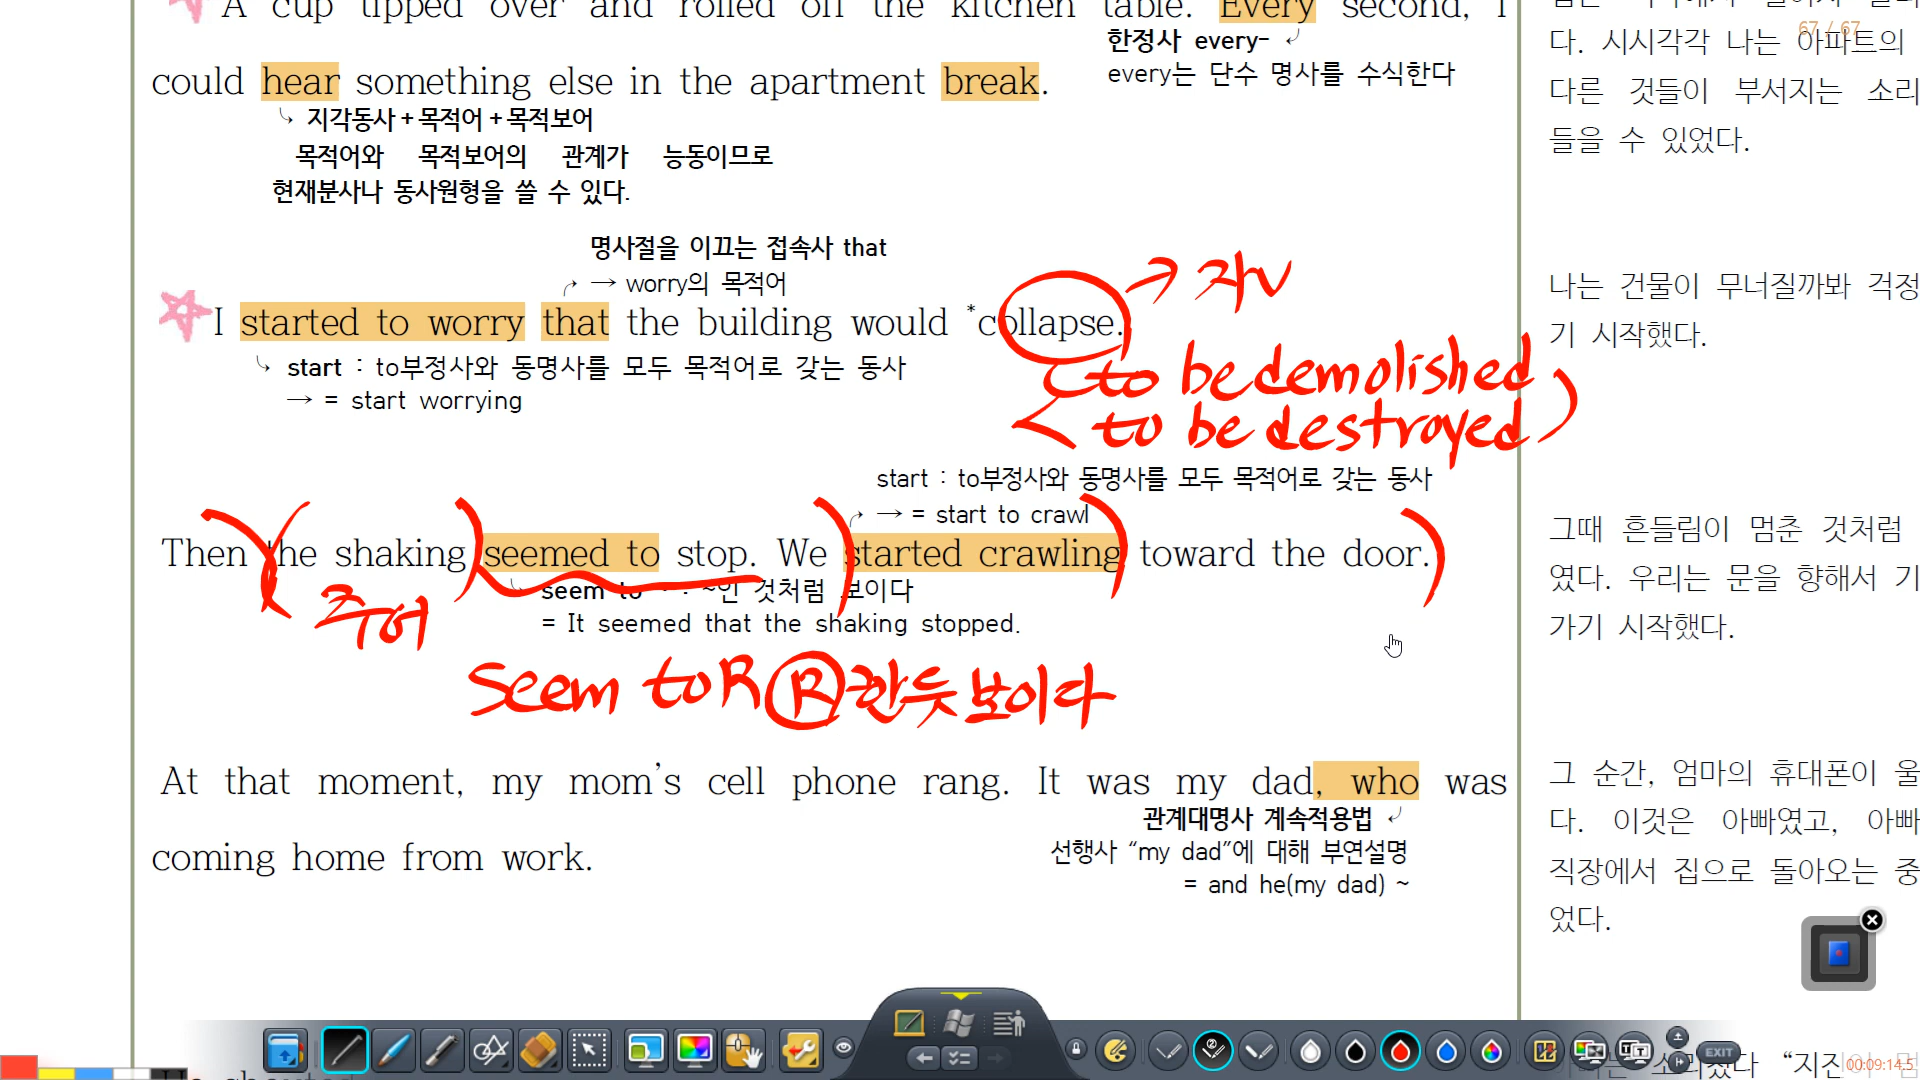 A cup tipped over and rolled off the kitchen table. Every second, I
한정사 every-
could hear something else in the apartment break.
every는 단수 명사를 수식한다
지각동사 + 목적어 + 목적보어
목적어와 목적보어의 관계가 능동이므로
현재분사나 동사원형을 쓸 수 있다.
명사절을 이끄는 접속사 that
→ worry의 목적어
→ 자V
I started to worry that the building would *collapse.
start : to부정사와 동명사를 모두 목적어로 갖는 동사
→ = start worrying
(to be demolished
to be destroyed)
start : to부정사와 동명사를 모두 목적어로 갖는 동사
→ = start to crawl
Then the shaking seemed to stop. We started crawling toward the door.
주어
seem to : ~인 것처럼 보이다
= It seemed that the shaking stopped.
Seem to R R 한듯 보이다
At that moment, my mom's cell phone rang. It was my dad, who was
관계대명사 계속적용법
coming home from work.
선행사 “my dad”에 대해 부연설명
= and he(my dad) ~
67 / 67
다. 시시각각 나는 아파트의
다른 것들이 부서지는 소리
들을 수 있었다.
나는 건물이 무너질까봐 걱정
기 시작했다.
그때 흔들림이 멈춘 것처럼
였다. 우리는 문을 향해서 기
가기 시작했다.
그 순간, 엄마의 휴대폰이 울
다. 이것은 아빠였고, 아빠
직장에서 집으로 돌아오는 중
었다.
EXIT
“지진
00:09:14.5